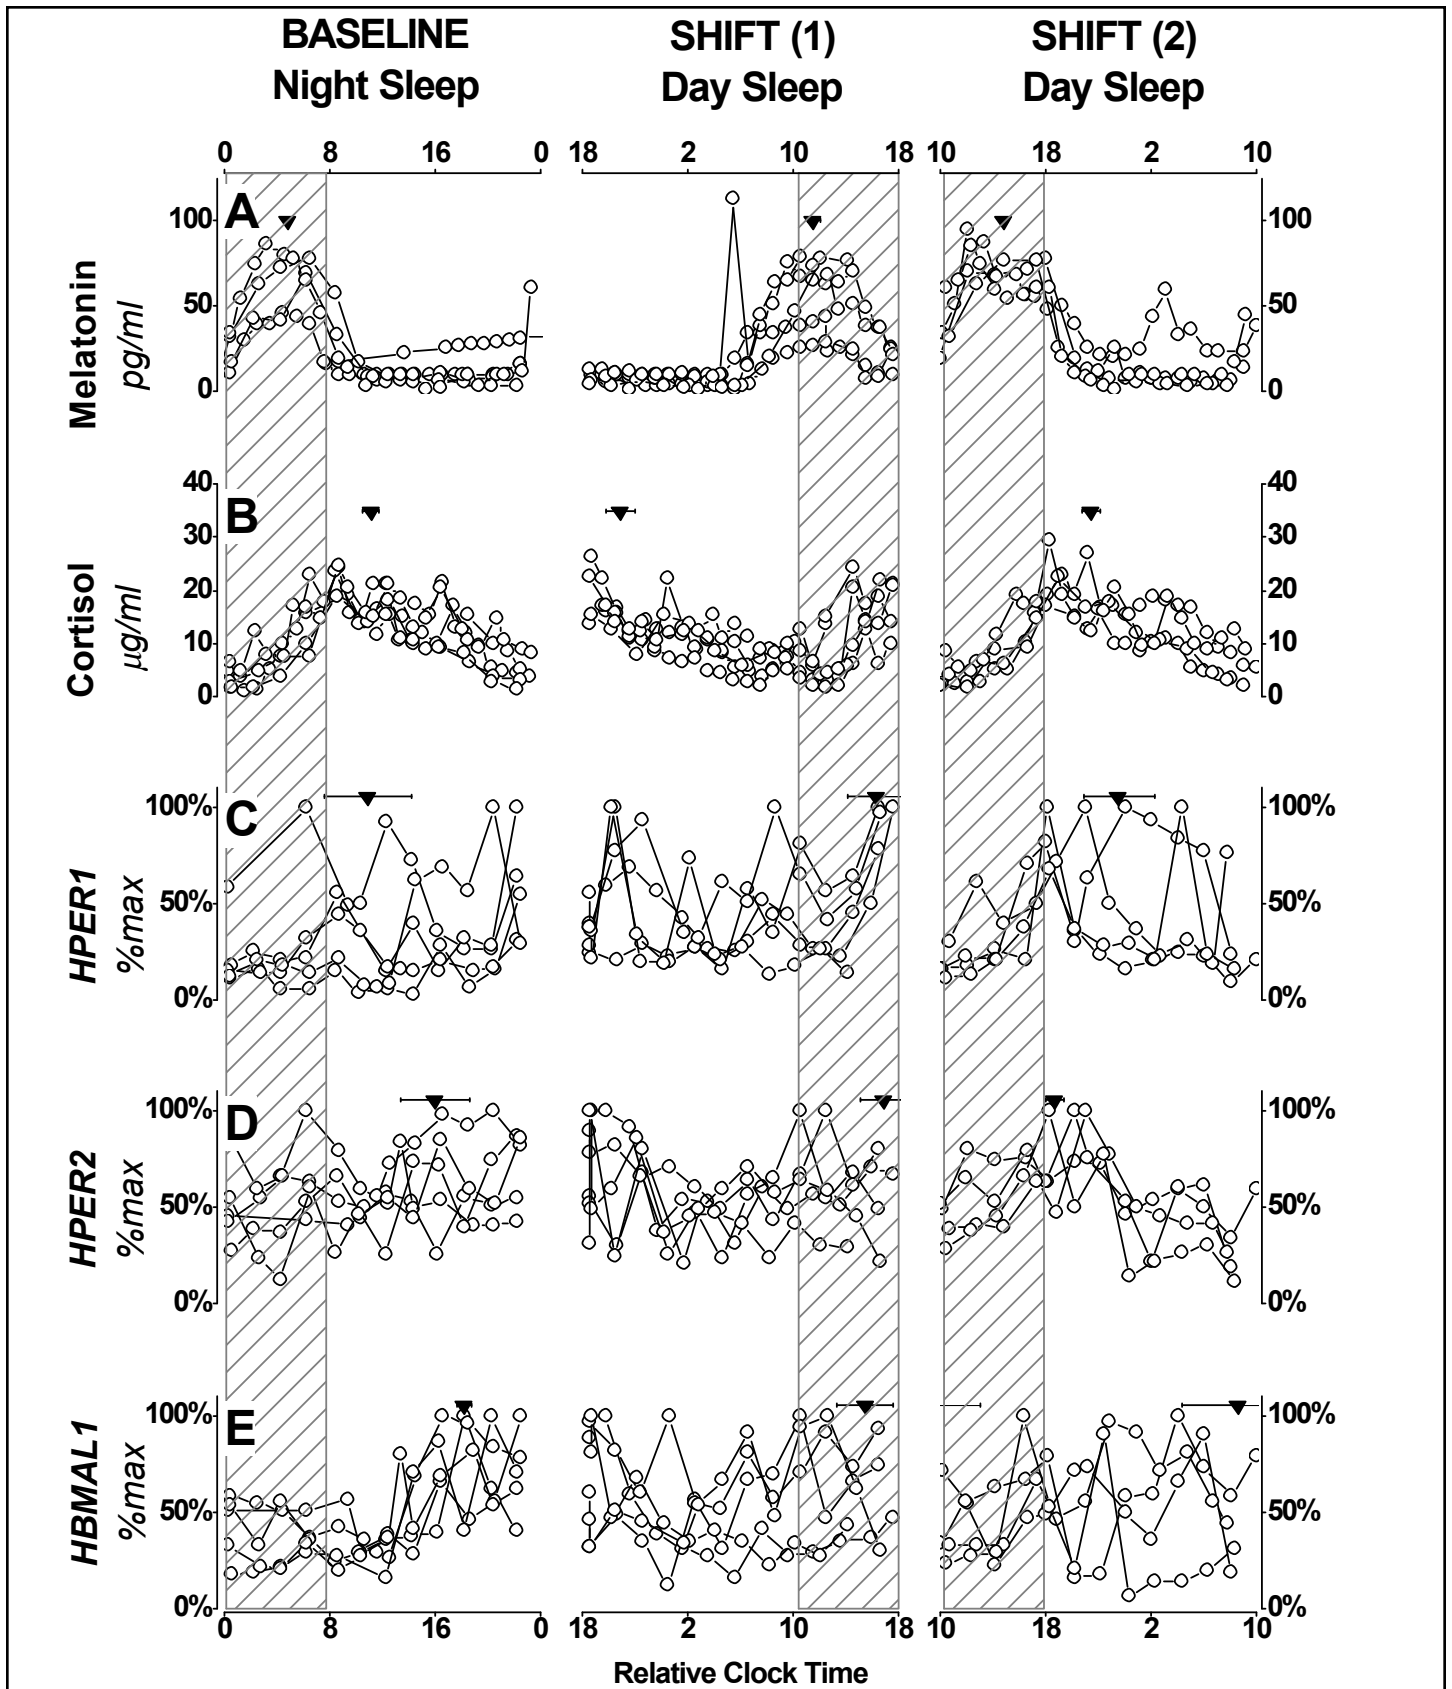 BASELINE SHIFT (1) SHIFT (2)
Night Sleep Day Sleep Day Sleep
0 8 16 0 18 2 10 18 10 18 2 10
A
Melatonin
pg/ml
100 100
50 50
0 0
B
Cortisol
µg/ml
40 40
30 30
20 20
10 10
0 0
C
HPER1
%max
100% 100%
50% 50%
0% 0%
D
HPER2
%max
100% 100%
50% 50%
0% 0%
E
HBMAL1
%max
100% 100%
50% 50%
0% 0%
0 8 16 0 18 2 10 18 10 18 2 10
Relative Clock Time